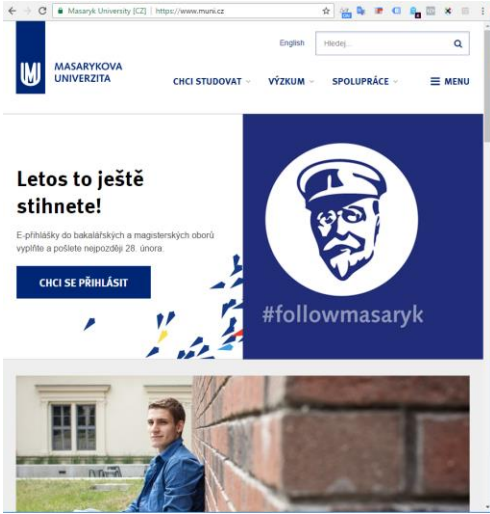 Masaryk University [CZ] | https://www.muni.cz
English
Hledej...
MASARYKOVA
UNIVERZITA
CHCI STUDOVAT
VÝZKUM
SPOLUPRÁCE
MENU
Letos to ještě
stihnete!
E-přihlášky do bakalářských a magisterských oborů
vyplňte a pošlete nejpozději 28. února.
CHCI SE PŘIHLÁSIT
#followmasaryk